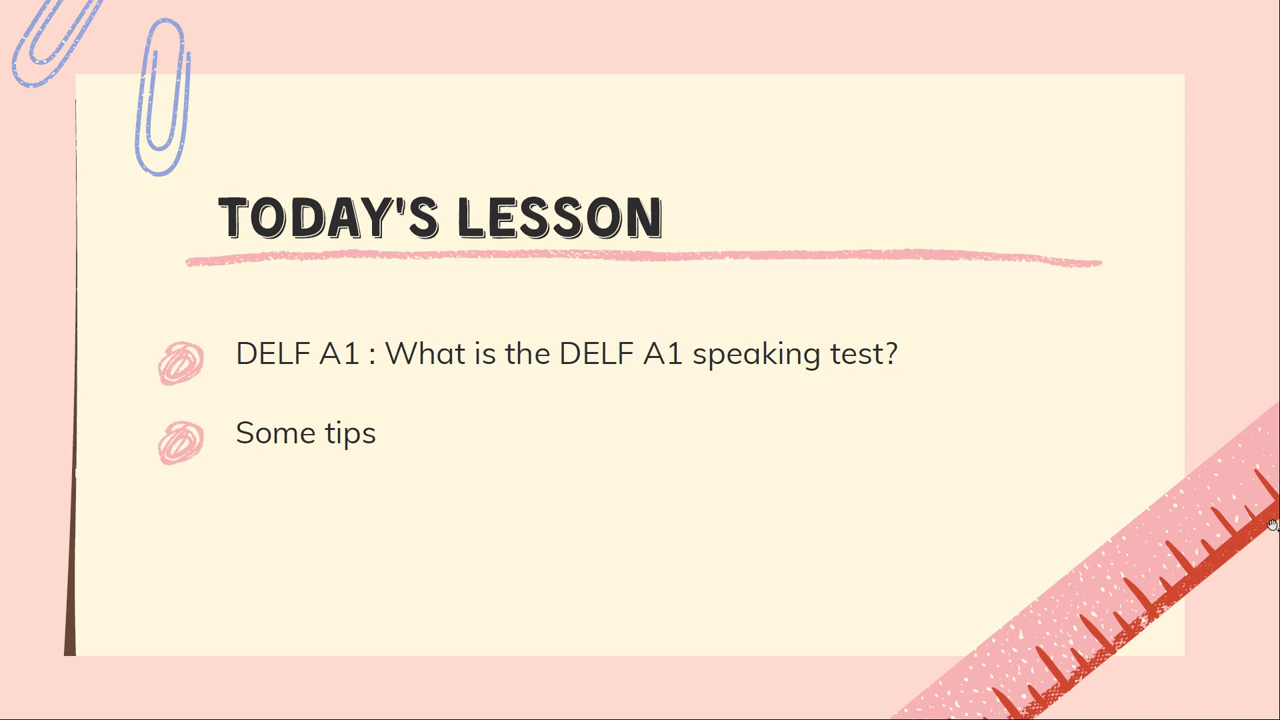 TODAY'S LESSON
DELF A1 : What is the DELF A1 speaking test?
Some tips